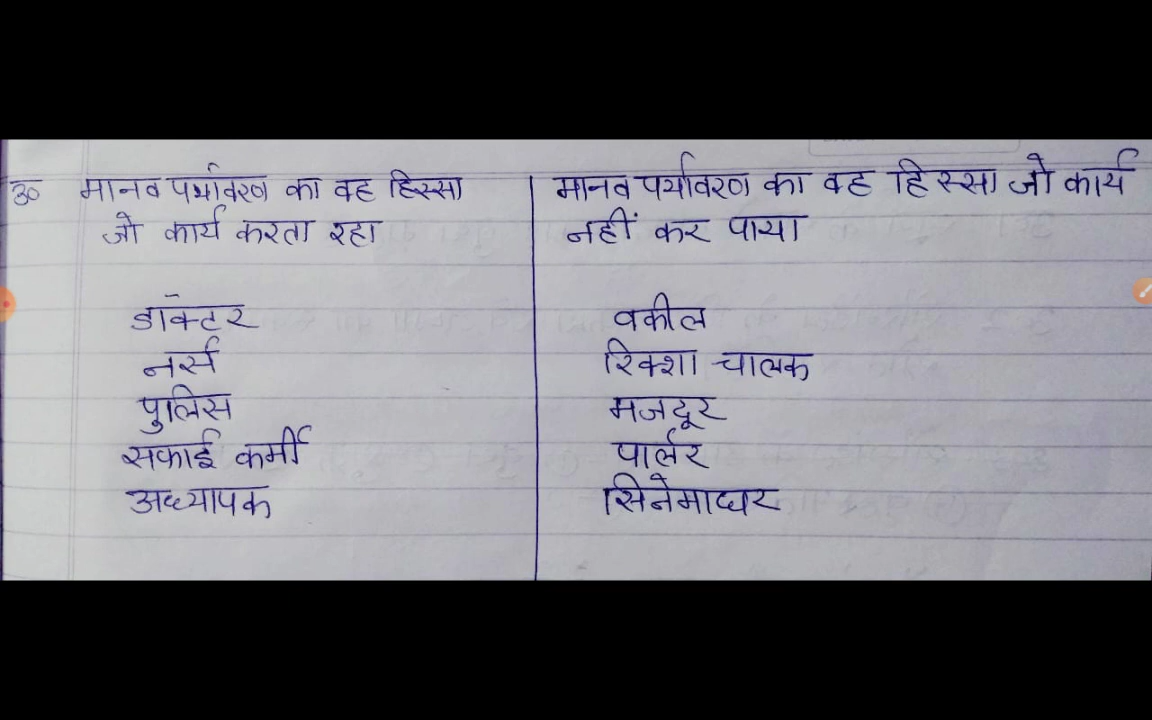 उ० मानव पर्यावरण का वह हिस्सा
जो कार्य करता रहा
डॉक्टर
नर्स
पुलिस
सफाई कर्मी
अध्यापक
मानव पर्यावरण का वह हिस्सा जो कार्य
नहीं कर पाया
वकील
रिक्शा चालक
मजदूर
पार्लर
सिनेमाघर